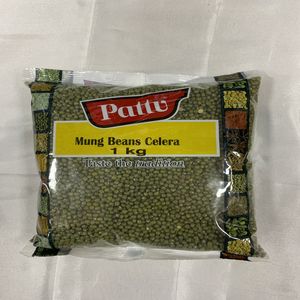 Pattu
Mung Beans Celera
1 kg
Taste the tradition